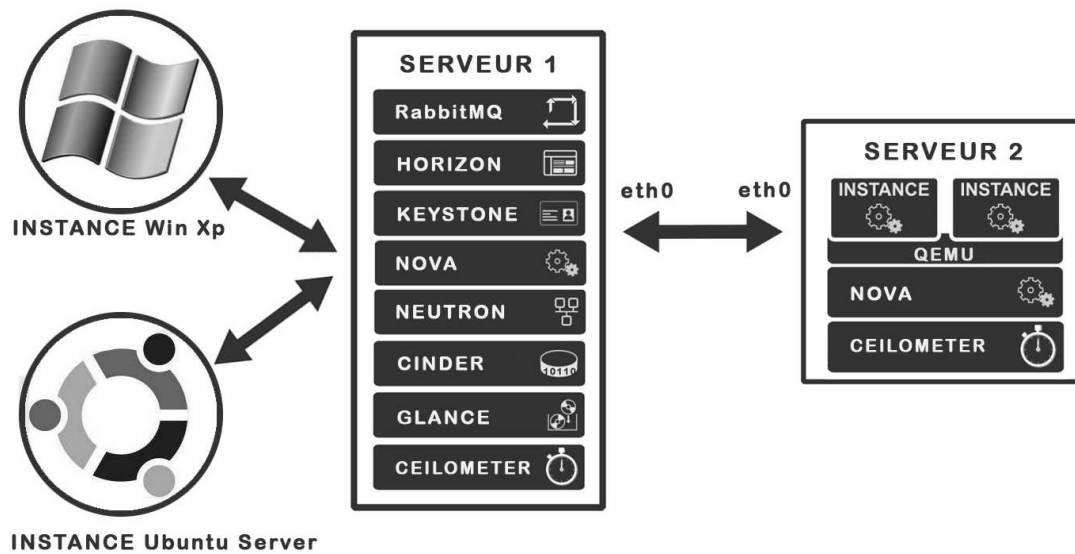 INSTANCE Win Xp
INSTANCE Ubuntu Server
SERVEUR 1
RabbitMQ
HORIZON
KEYSTONE
NOVA
NEUTRON
CINDER
10110
GLANCE
CEILOMETER
eth0 eth0
SERVEUR 2
INSTANCE INSTANCE
QEMU
NOVA
CEILOMETER